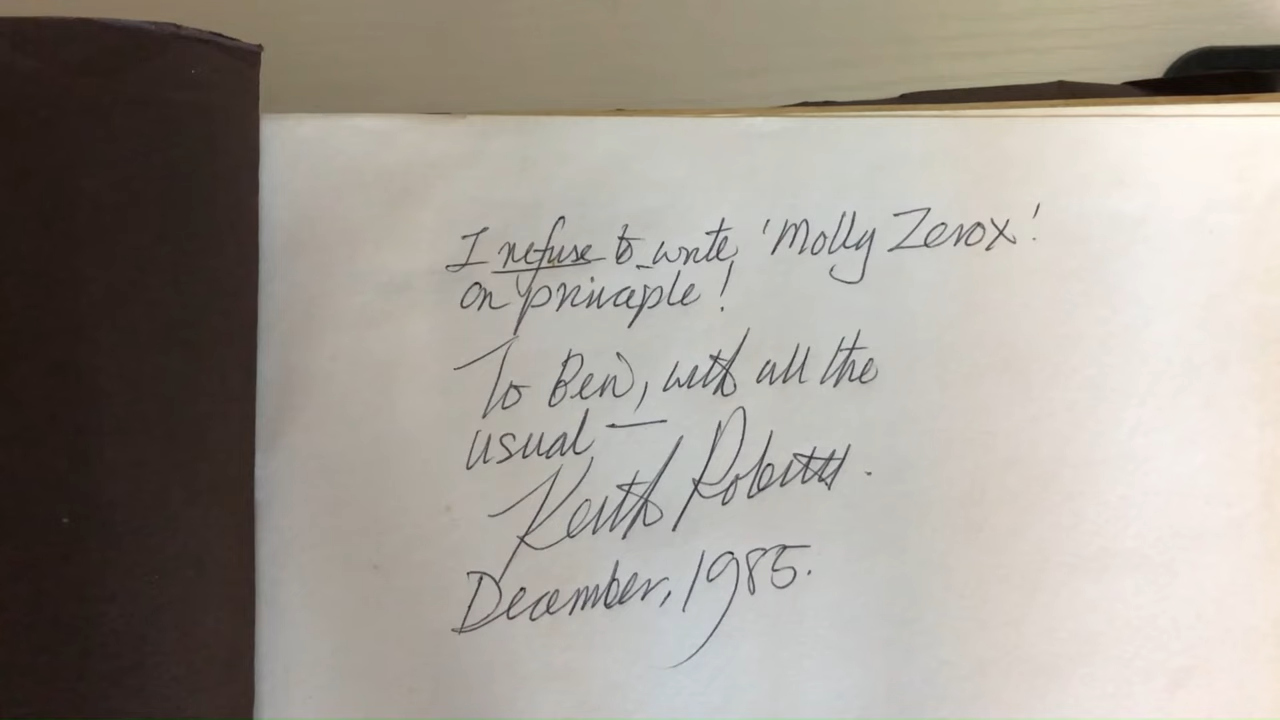 I refuse to write 'Molly Zerox'!
on principle!
To Ben, with all the
usual —
Keith Roberts.
December, 1985.